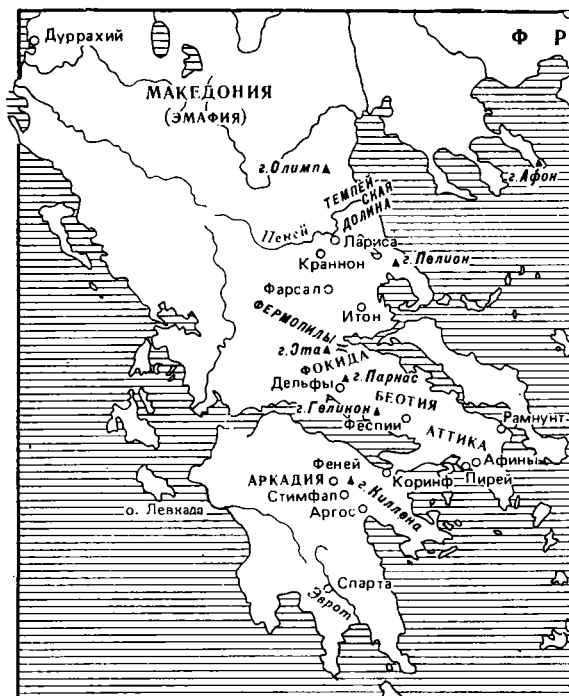 Дуррахий
Ф Р
МАКЕДОНИЯ
(ЭМАФИЯ)
г. Олимп
г. Афон
ТЕМПЕЙ-
СКАЯ
ДОЛИНА
Пеней
Лариса
Краннон
г. Пелион
Фарсал
Итон
ФЕРМОПИЛЫ
г. Эта
ФОКИДА
Дельфы
г. Парнас
БЕОТИЯ
г. Геликон
Феспии
Рамнунт
АТТИКА
Афины
Пирей
Коринф
Феней
АРКАДИЯ
Стимфал
г. Киллена
Аргос
о. Левкада
Спарта
Эврот